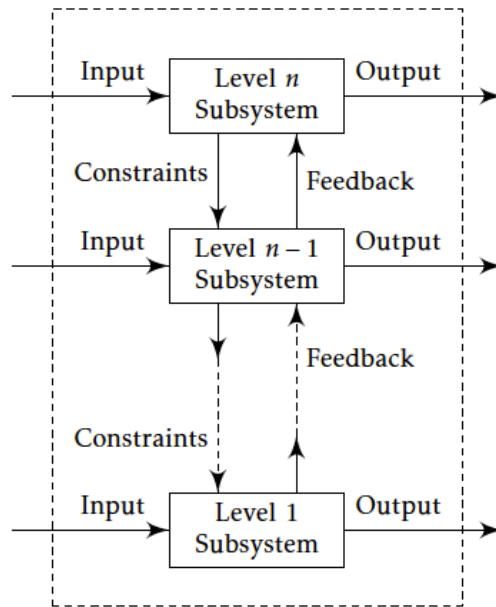 Input
Level n
Subsystem
Output
Constraints
Feedback
Input
Level n – 1
Subsystem
Output
Feedback
Constraints
Input
Level 1
Subsystem
Output